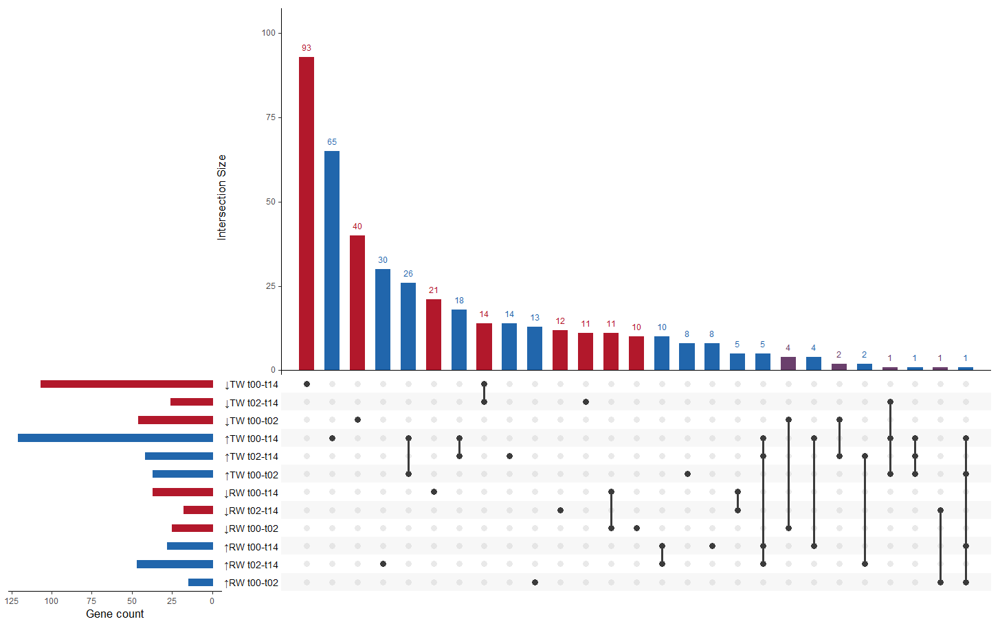 100
75
50
25
0
Intersection Size
93
65
40
30
26
21
18
14
14
13
12
11
11
10
10
8
8
5
5
4
4
2
2
1
1
1
1
↓TW t00-t14
↓TW t02-t14
↓TW t00-t02
↑TW t00-t14
↑TW t02-t14
↑TW t00-t02
↓RW t00-t14
↓RW t02-t14
↓RW t00-t02
↑RW t00-t14
↑RW t02-t14
↑RW t00-t02
125 100 75 50 25 0
Gene count